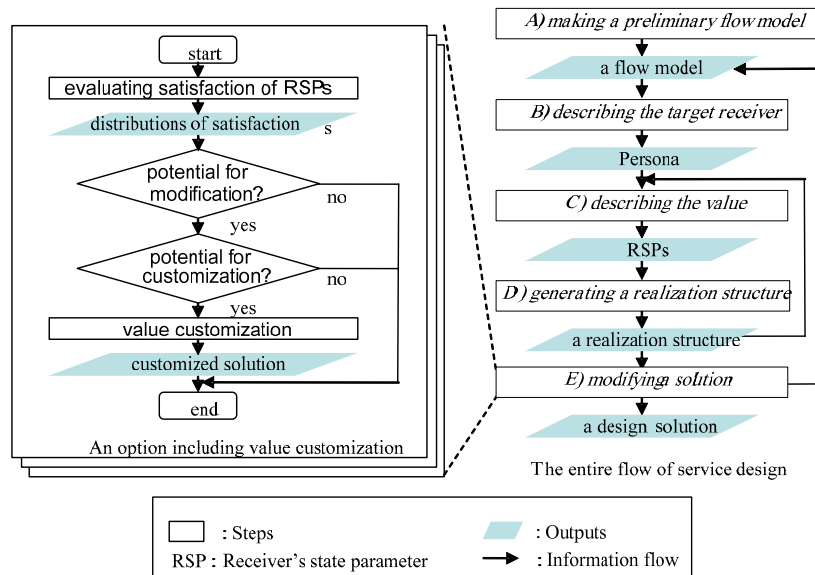 start
evaluating satisfaction of RSPs
distributions of satisfaction
s
potential for
modification?
no
yes
potential for
customization?
no
yes
value customization
customized solution
end
An option including value customization
A) making a preliminary flow model
a flow model
B) describing the target receiver
Persona
C) describing the value
RSPs
D) generating a realization structure
a realization structure
E) modifying a solution
a design solution
The entire flow of service design
: Steps
: Outputs
RSP : Receiver's state parameter
: Information flow